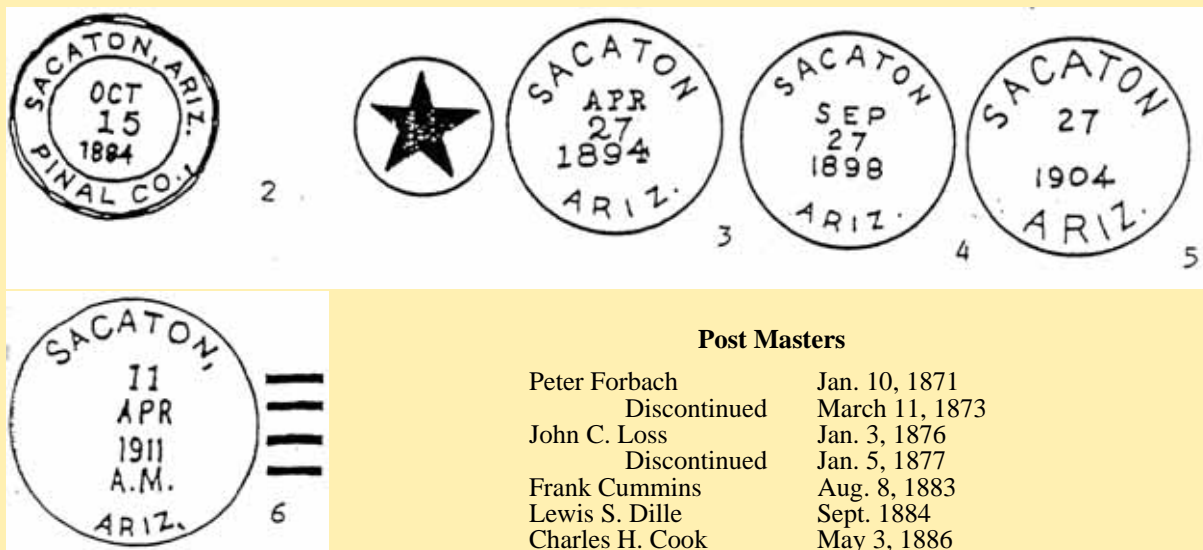 SACATON, ARIZ.
OCT
15
1884
PINAL CO.,
2
SACATON
APR
27
1894
ARIZ.
3
SACATON
SEP
27
1898
ARIZ.
4
SACATON
27
1904
ARIZ.
5
SACATON,
11
APR
1911
A.M.
ARIZ.
6
Post Masters
Peter Forbach Jan. 10, 1871
Discontinued March 11, 1873
John C. Loss Jan. 3, 1876
Discontinued Jan. 5, 1877
Frank Cummins Aug. 8, 1883
Lewis S. Dille Sept. 1884
Charles H. Cook May 3, 1886